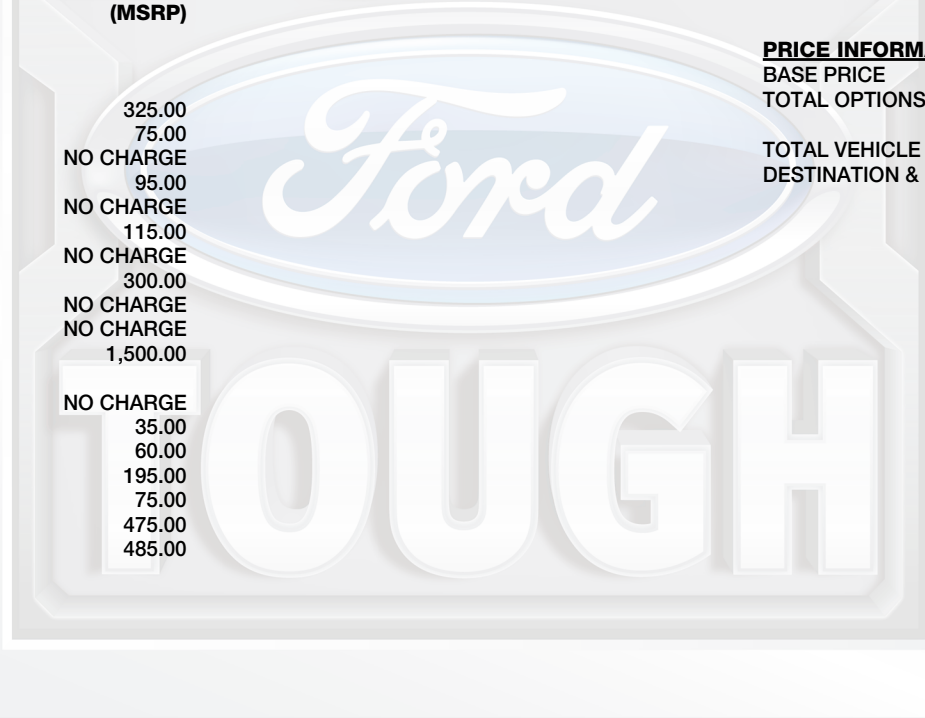 (MSRP)
325.00
75.00
NO CHARGE
95.00
NO CHARGE
115.00
NO CHARGE
300.00
NO CHARGE
NO CHARGE
1,500.00
NO CHARGE
35.00
60.00
195.00
75.00
475.00
485.00
PRICE INFORMA
BASE PRICE
TOTAL OPTIONS
TOTAL VEHICLE
DESTINATION &
Ford
TOUGH